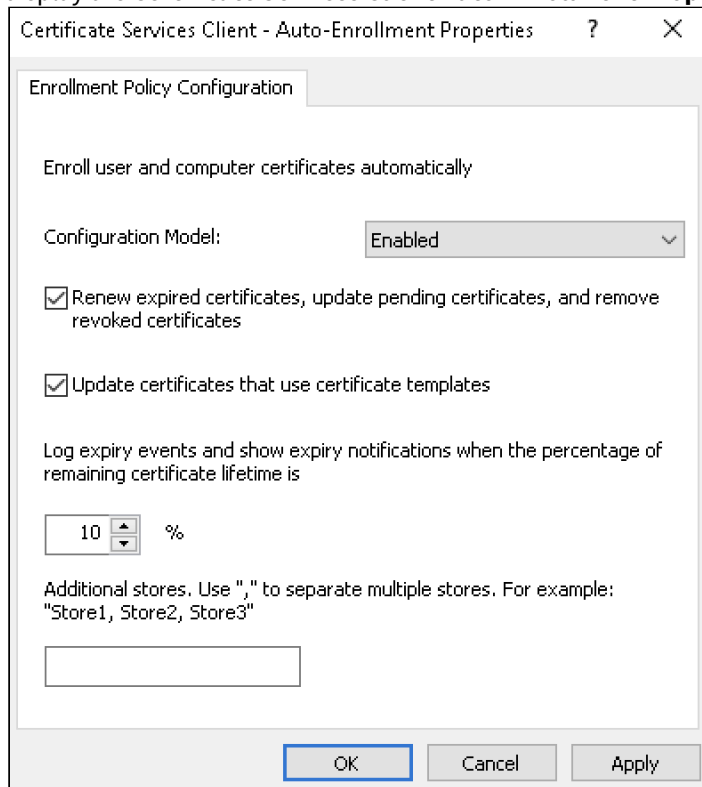 Certificate Services Client - Auto-Enrollment Properties ? X
Enrollment Policy Configuration
Enroll user and computer certificates automatically
Configuration Model: Enabled
Renew expired certificates, update pending certificates, and remove
revoked certificates
Update certificates that use certificate templates
Log expiry events and show expiry notifications when the percentage of
remaining certificate lifetime is
10 %
Additional stores. Use "," to separate multiple stores. For example:
"Store1, Store2, Store3"
OK Cancel Apply